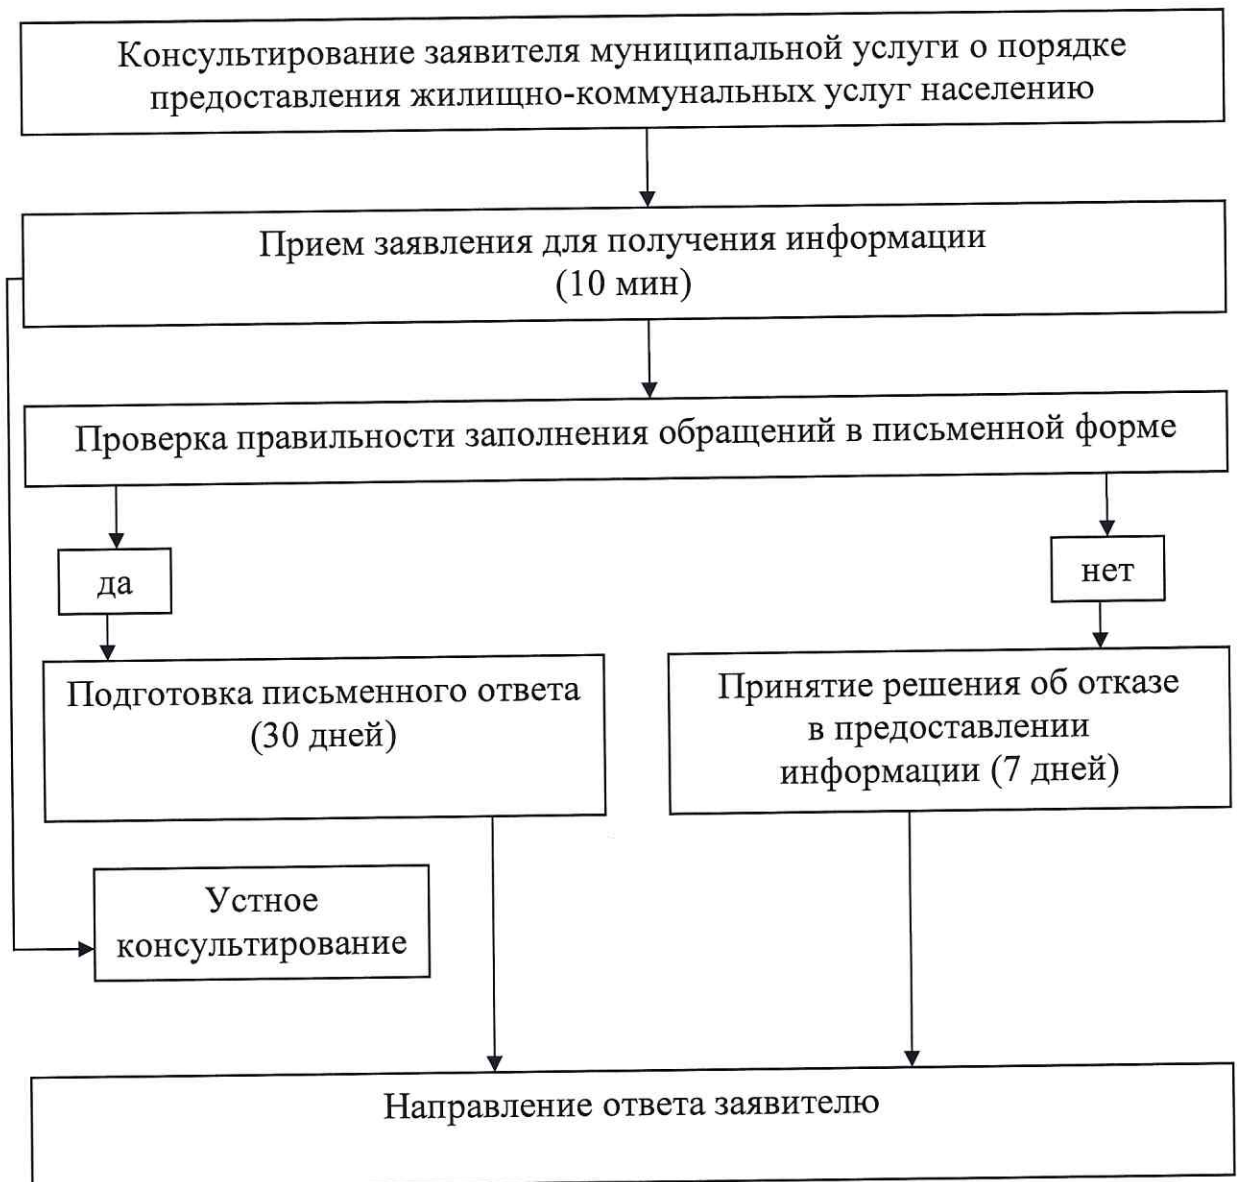 Консультирование заявителя муниципальной услуги о порядке
предоставления жилищно-коммунальных услуг населению
Прием заявления для получения информации
(10 мин)
Проверка правильности заполнения обращений в письменной форме
да
нет
Подготовка письменного ответа
(30 дней)
Принятие решения об отказе
в предоставлении
информации (7 дней)
Устное
консультирование
Направление ответа заявителю